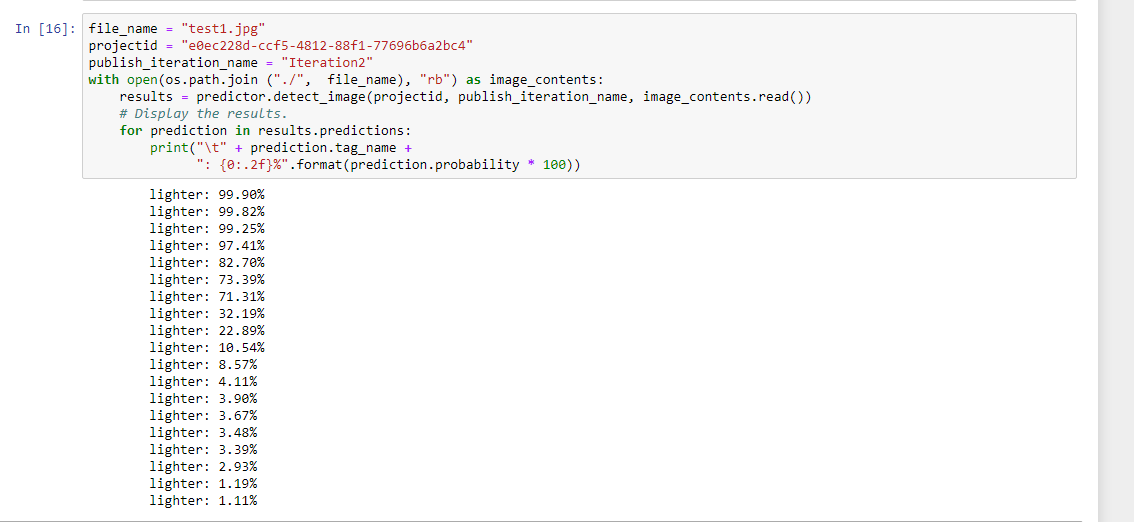 In [16]: file_name = "test1.jpg"
projectid = "e0ec228d-ccf5-4812-88f1-77696b6a2bc4"
publish_iteration_name = "Iteration2"
with open(os.path.join ("./",  file_name), "rb") as image_contents:
    results = predictor.detect_image(projectid, publish_iteration_name, image_contents.read())
    # Display the results.
    for prediction in results.predictions:
        print("\t" + prediction.tag_name +
              ": {0:.2f}%".format(prediction.probability * 100))
lighter: 99.90%
lighter: 99.82%
lighter: 99.25%
lighter: 97.41%
lighter: 82.70%
lighter: 73.39%
lighter: 71.31%
lighter: 32.19%
lighter: 22.89%
lighter: 10.54%
lighter: 8.57%
lighter: 4.11%
lighter: 3.90%
lighter: 3.67%
lighter: 3.48%
lighter: 3.39%
lighter: 2.93%
lighter: 1.19%
lighter: 1.11%